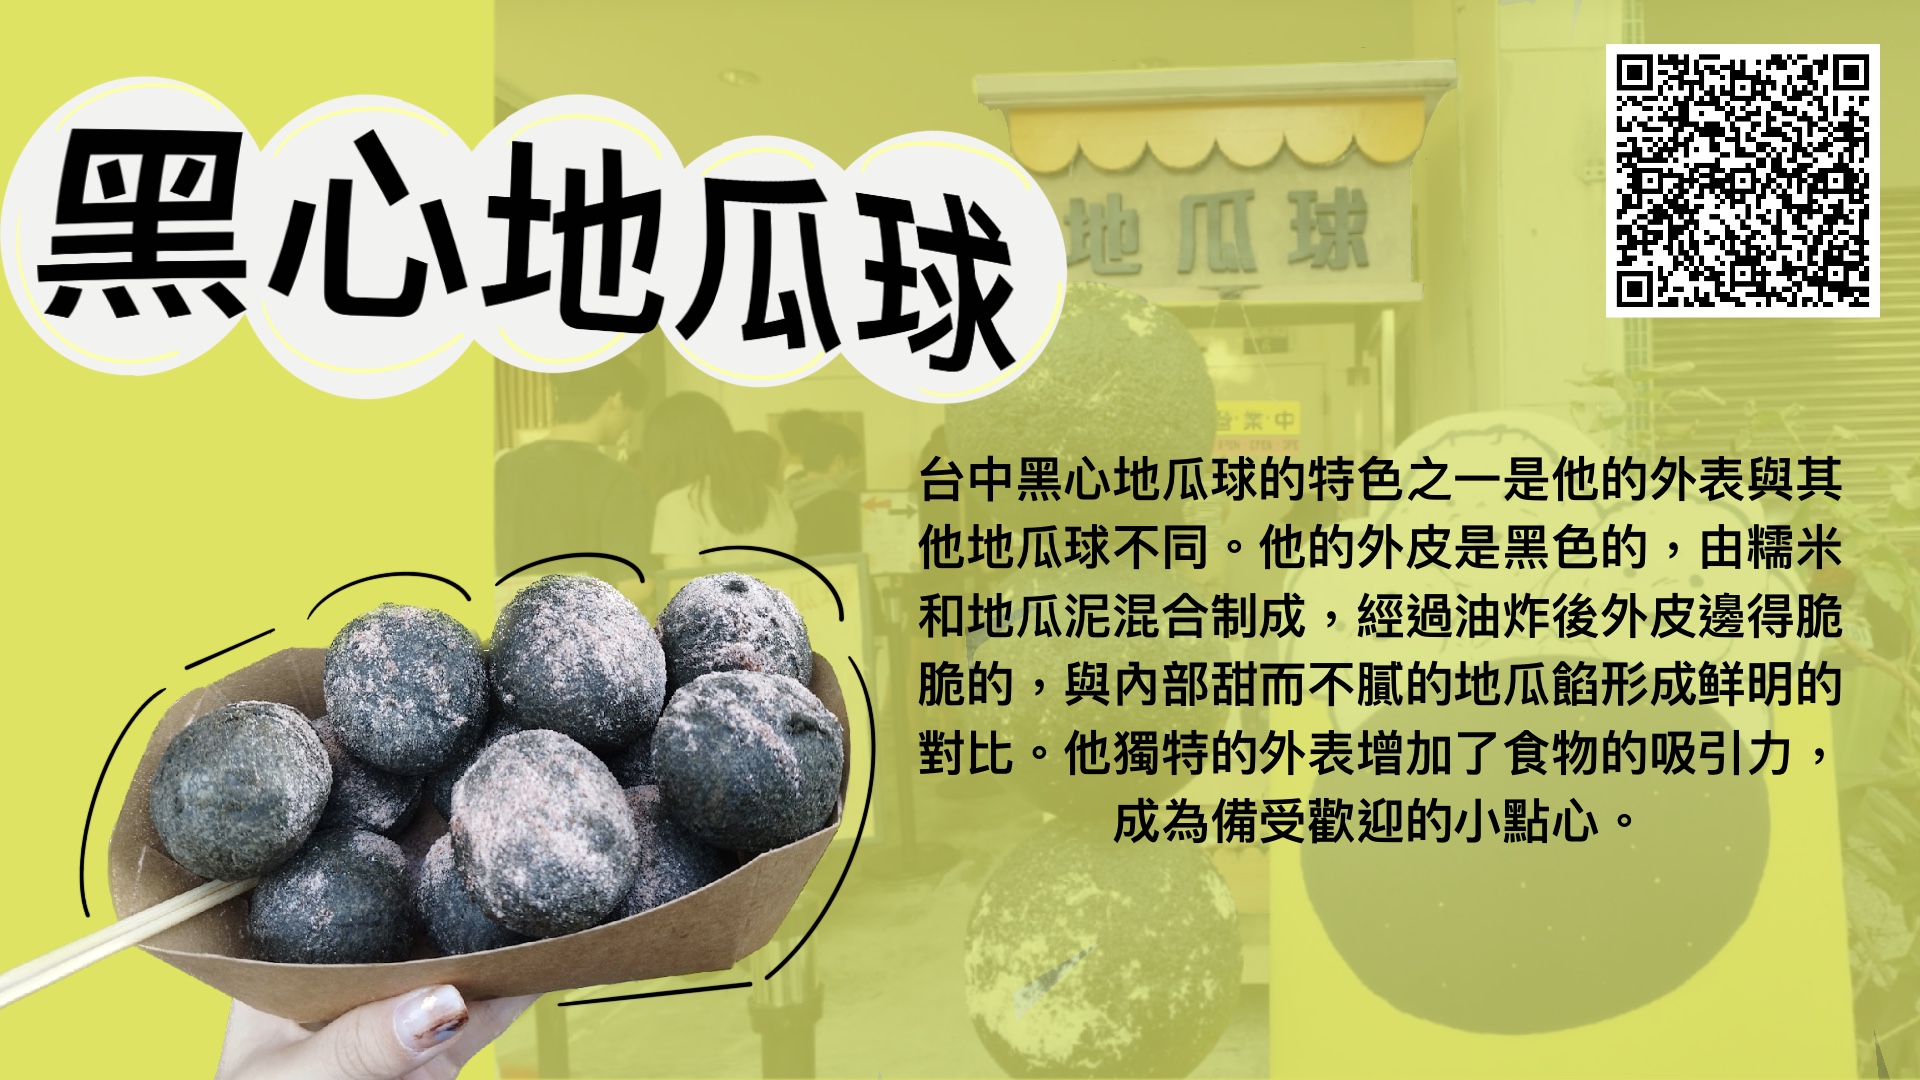 黑心地瓜球
地瓜球
營業中
台中黑心地瓜球的特色之一是他的外表與其
他地瓜球不同。他的外皮是黑色的，由糯米
和地瓜泥混合制成，經過油炸後外皮邊得脆
脆的，與內部甜而不膩的地瓜餡形成鮮明的
對比。他獨特的外表增加了食物的吸引力，
成為備受歡迎的小點心。